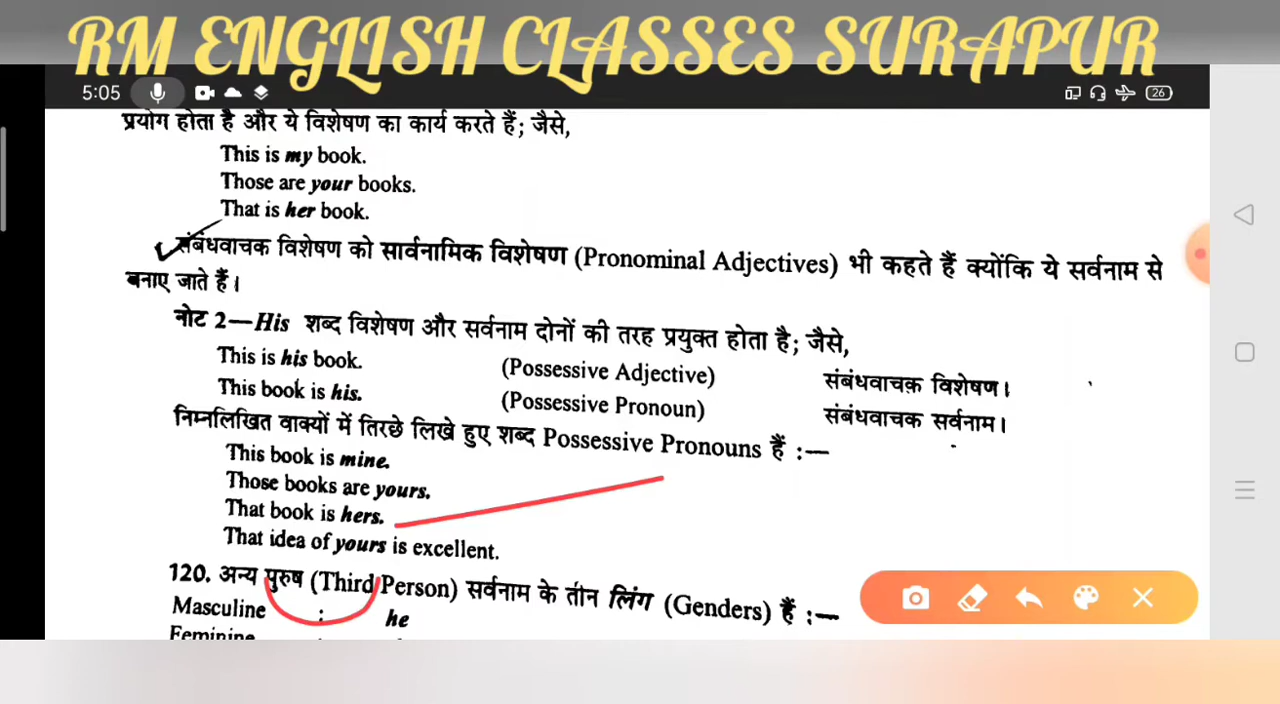 RM ENGLISH CLASSES SURAPUR
5:05 26
प्रयोग होता है और ये विशेषण का कार्य करते हैं; जैसे,
This is my book.
Those are your books.
That is her book.
संबंधवाचक विशेषण को सार्वनामिक विशेषण (Pronominal Adjectives) भी कहते हैं क्योंकि ये सर्वनाम से
बनाए जाते हैं।
नोट 2—His शब्द विशेषण और सर्वनाम दोनों की तरह प्रयुक्त होता है; जैसे,
This is his book. (Possessive Adjective) संबंधवाचक़ विशेषण।
This book is his. (Possessive Pronoun) संबंधवाचक सर्वनाम।
निम्नलिखित वाक्यों में तिरछे लिखे हुए शब्द Possessive Pronouns हैं :—
This book is mine.
Those books are yours.
That book is hers.
That idea of yours is excellent.
120. अन्य पुरुष (Third Person) सर्वनाम के तीन लिंग (Genders) हैं :—
Masculine : he
Feminine